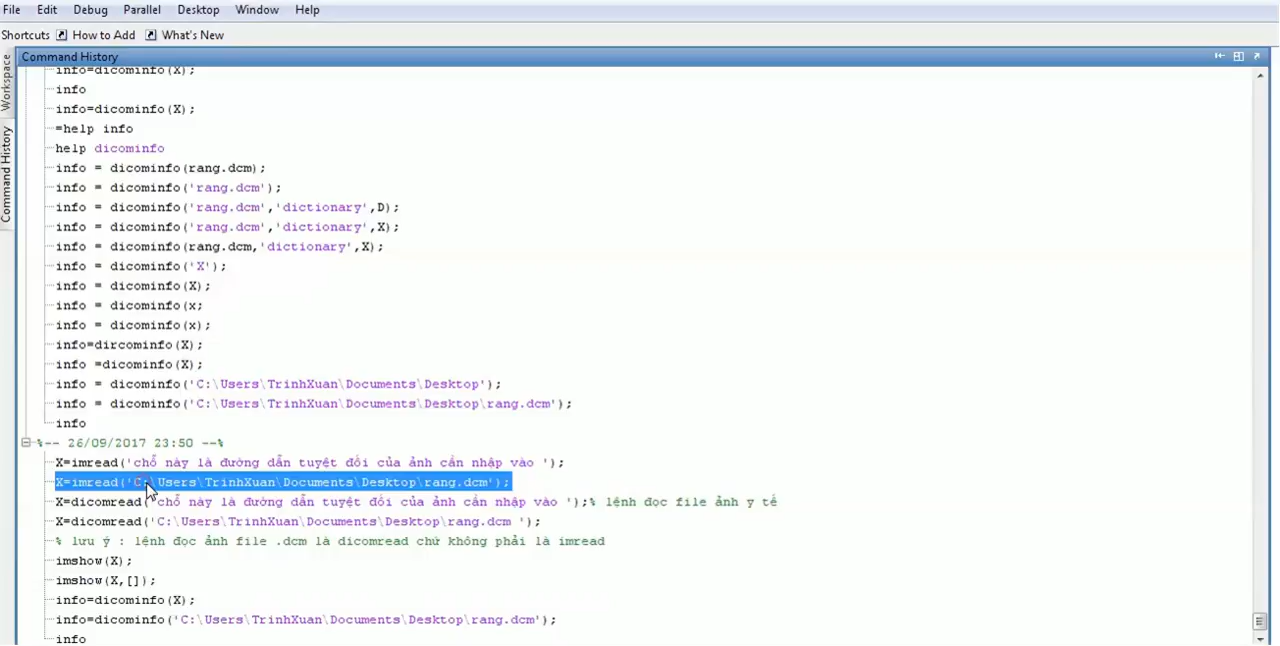 File Edit Debug Parallel Desktop Window Help
Shortcuts How to Add What's New
Workspace
Command History
Command History
info=dicominfo(X);
info
info=dicominfo(X);
=help info
help dicominfo
info = dicominfo(rang.dcm);
info = dicominfo('rang.dcm');
info = dicominfo('rang.dcm','dictionary',D);
info = dicominfo('rang.dcm','dictionary',X);
info = dicominfo(rang.dcm,'dictionary',X);
info = dicominfo('X');
info = dicominfo(X);
info = dicominfo(x;
info = dicominfo(x);
info=dircominfo(X);
info =dicominfo(X);
info = dicominfo('C:\Users\TrinhXuan\Documents\Desktop');
info = dicominfo('C:\Users\TrinhXuan\Documents\Desktop\rang.dcm');
info
%-- 26/09/2017 23:50 --%
X=imread('chỗ này là đường dẫn tuyệt đối của ảnh cần nhập vào ');
X=imread('C:\Users\TrinhXuan\Documents\Desktop\rang.dcm');
X=dicomread('chỗ này là đường dẫn tuyệt đối của ảnh cần nhập vào ');% lệnh đọc file ảnh y tế
X=dicomread('C:\Users\TrinhXuan\Documents\Desktop\rang.dcm ');
% lưu ý : lệnh đọc ảnh file .dcm là dicomread chứ không phải là imread
imshow(X);
imshow(X,[]);
info=dicominfo(X);
info=dicominfo('C:\Users\TrinhXuan\Documents\Desktop\rang.dcm');
info